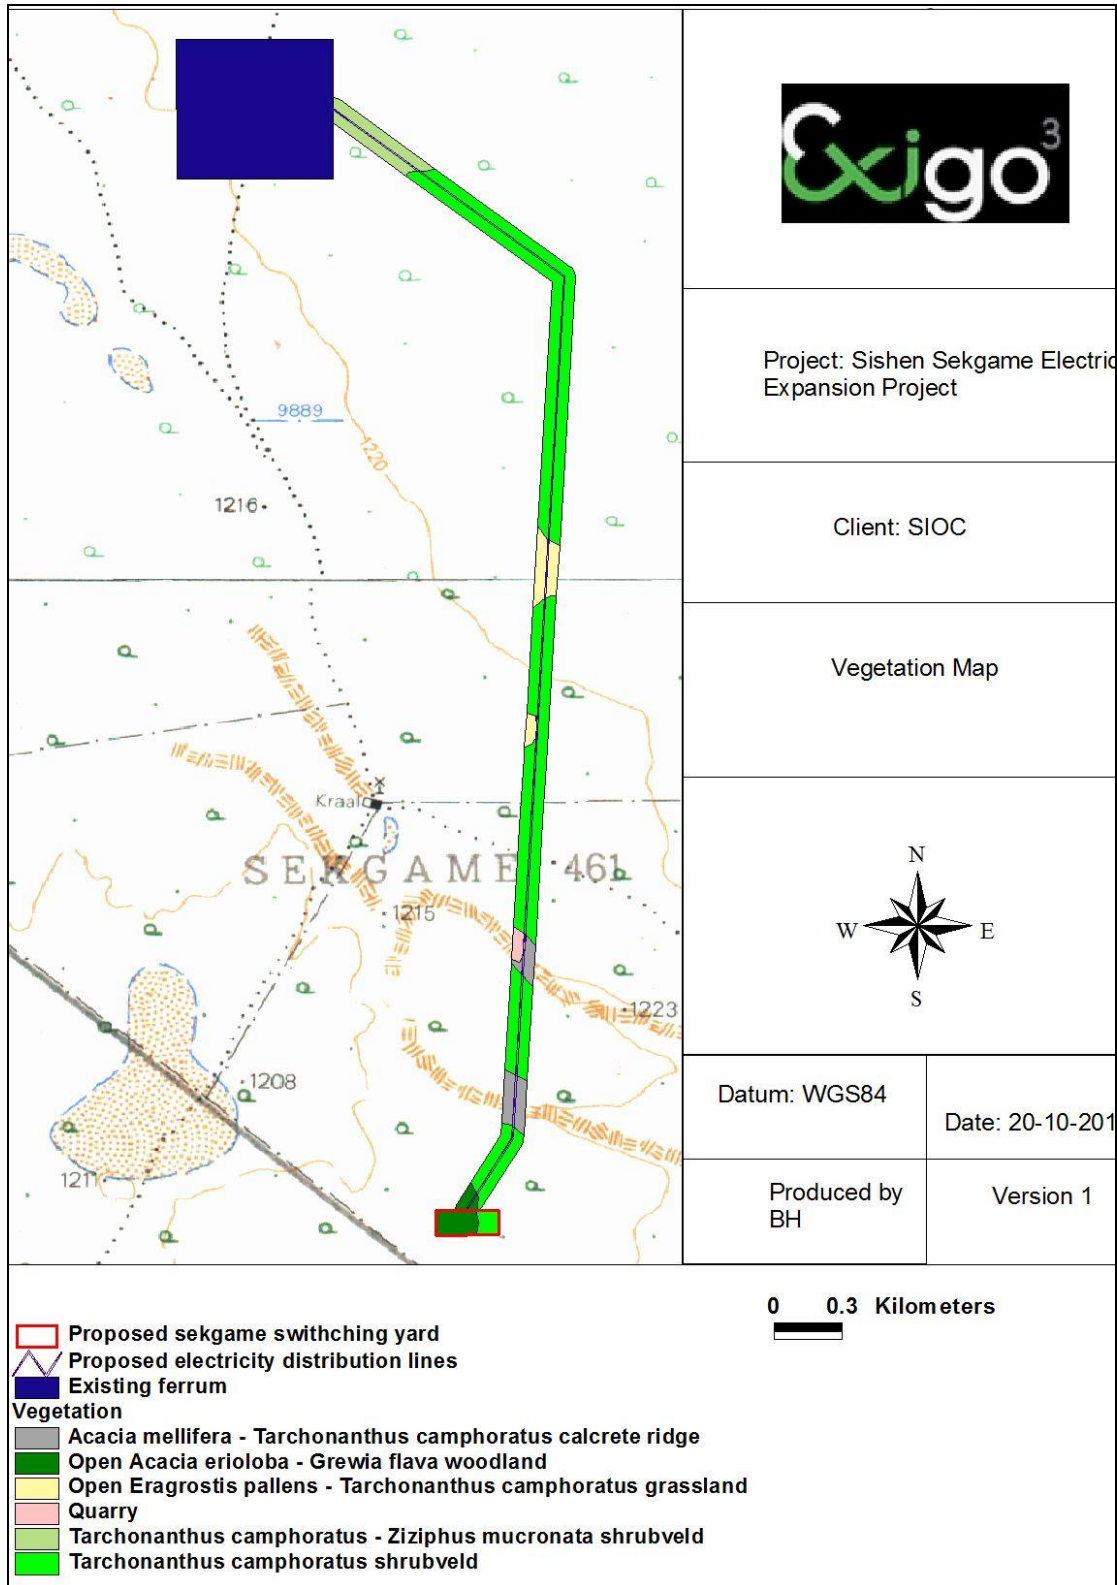 Exigo3
Project: Sishen Sekgame Electric
Expansion Project
Client: SIOC
Vegetation Map
N
W
E
S
Datum: WGS84
Date: 20-10-201
Produced by
BH
Version 1
9889
1220
1216
Kraal
SEKGAME 461
1215
1223
1208
1211
0 0.3 Kilometers
Proposed sekgame swithching yard
Proposed electricity distribution lines
Existing ferrum
Vegetation
Acacia mellifera - Tarchonanthus camphoratus calcrete ridge
Open Acacia erioloba - Grewia flava woodland
Open Eragrostis pallens - Tarchonanthus camphoratus grassland
Quarry
Tarchonanthus camphoratus - Ziziphus mucronata shrubveld
Tarchonanthus camphoratus shrubveld